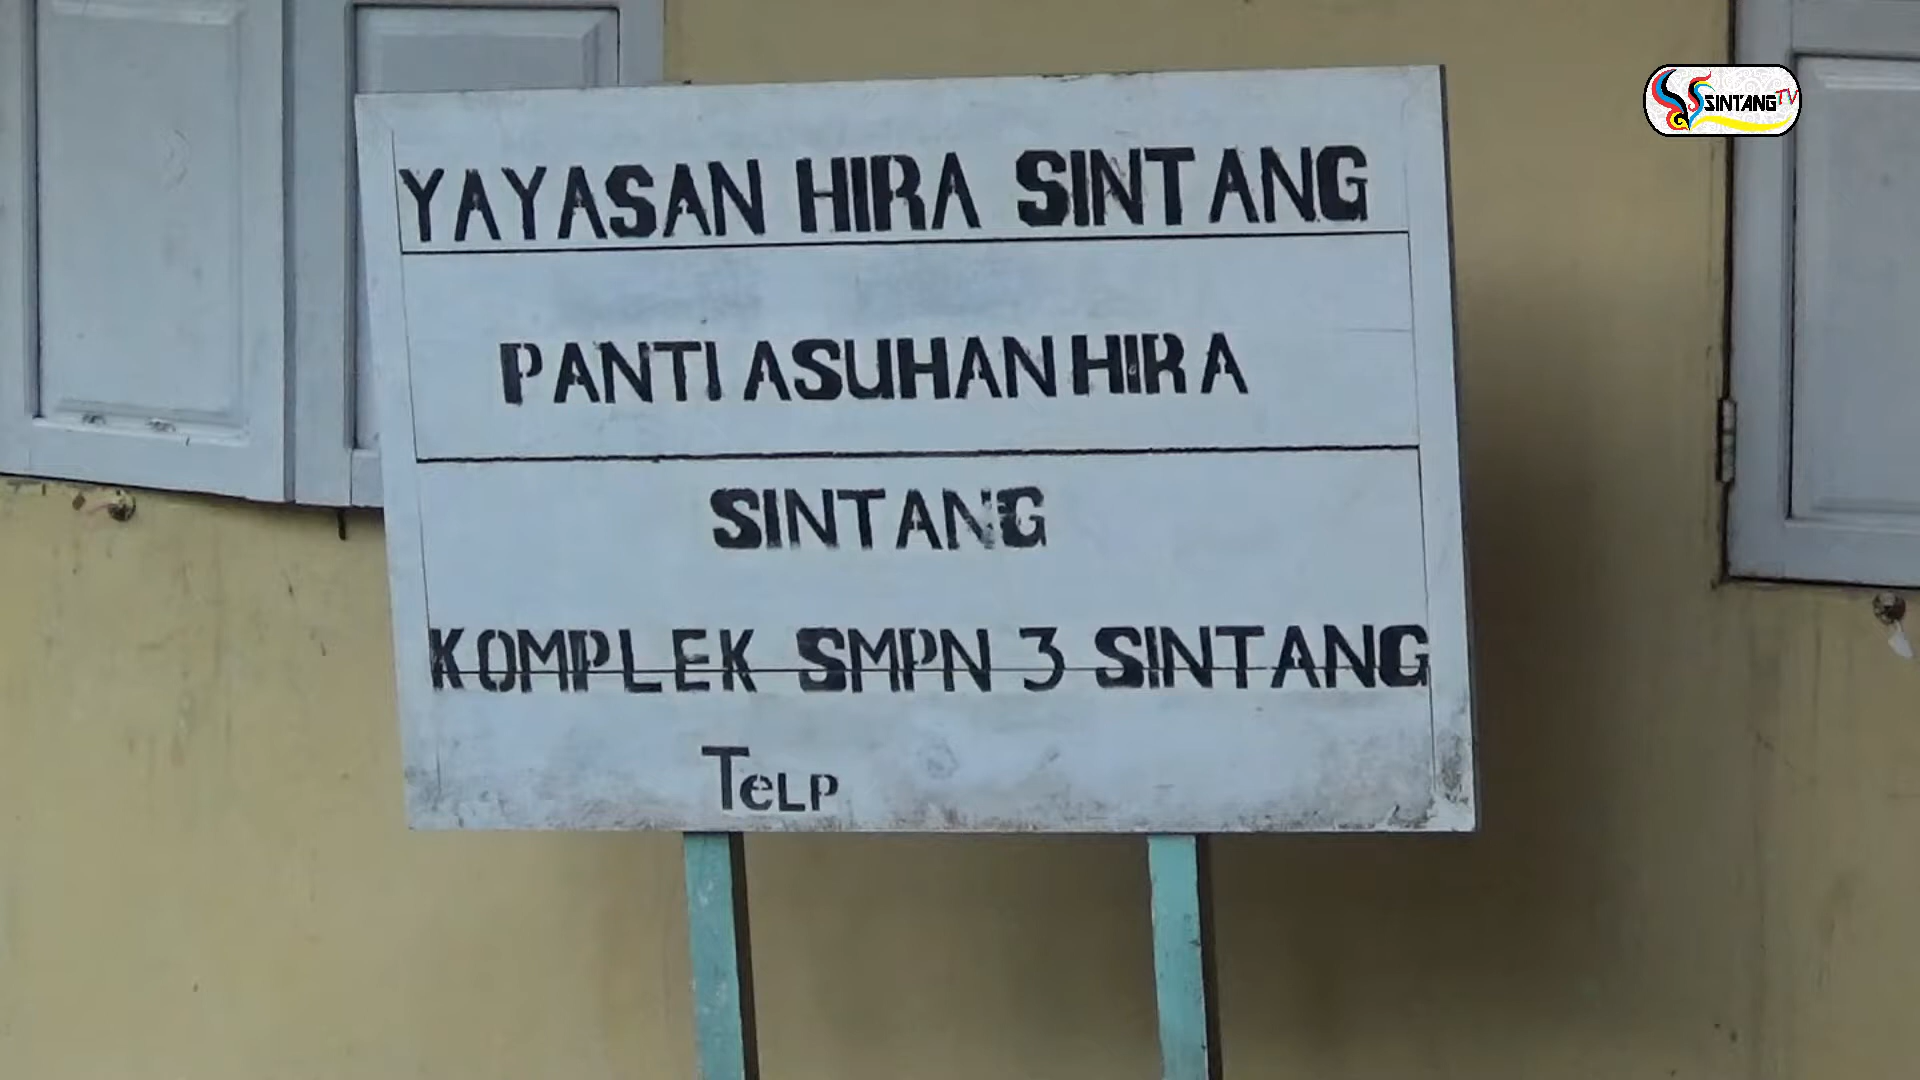 YAYASAN HIRA SINTANG
PANTI ASUHAN HIRA
SINTANG
KOMPLEK SMPN 3 SINTANG
TeLP
SINTANG TV